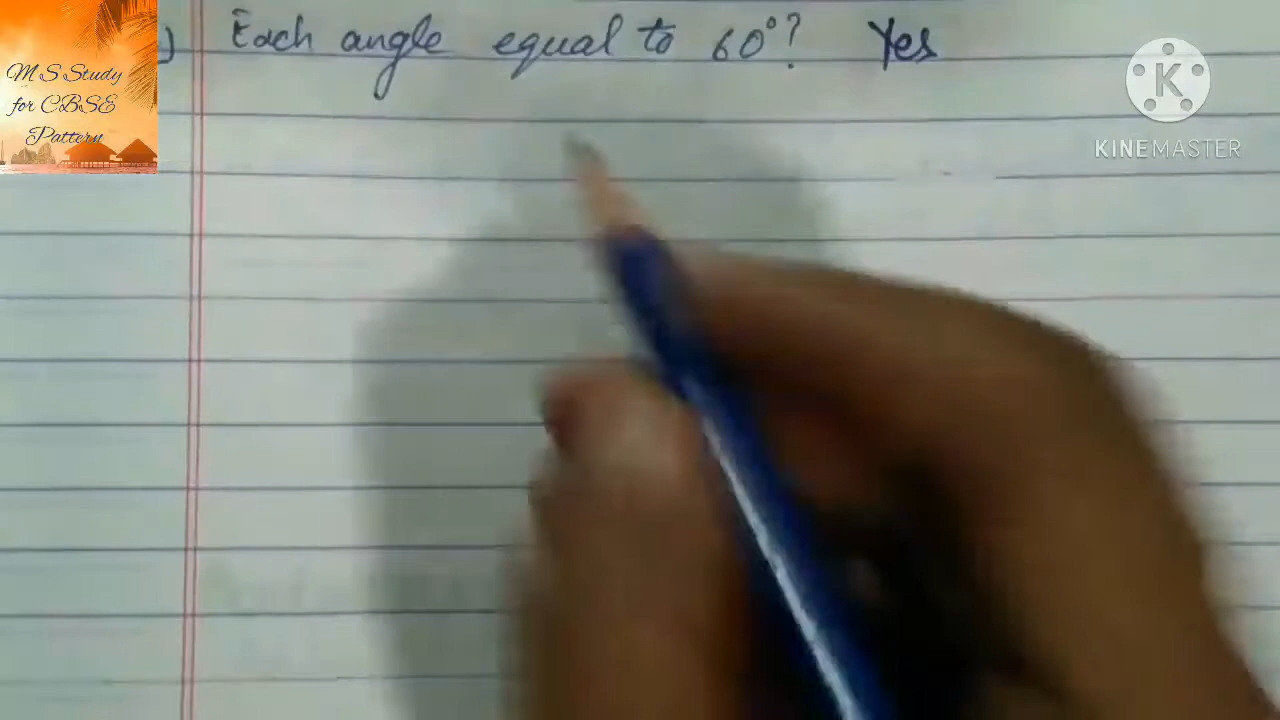 ) Each angle equal to 60°? Yes
M S Study
for CBSE
Pattern
K
KINEMASTER